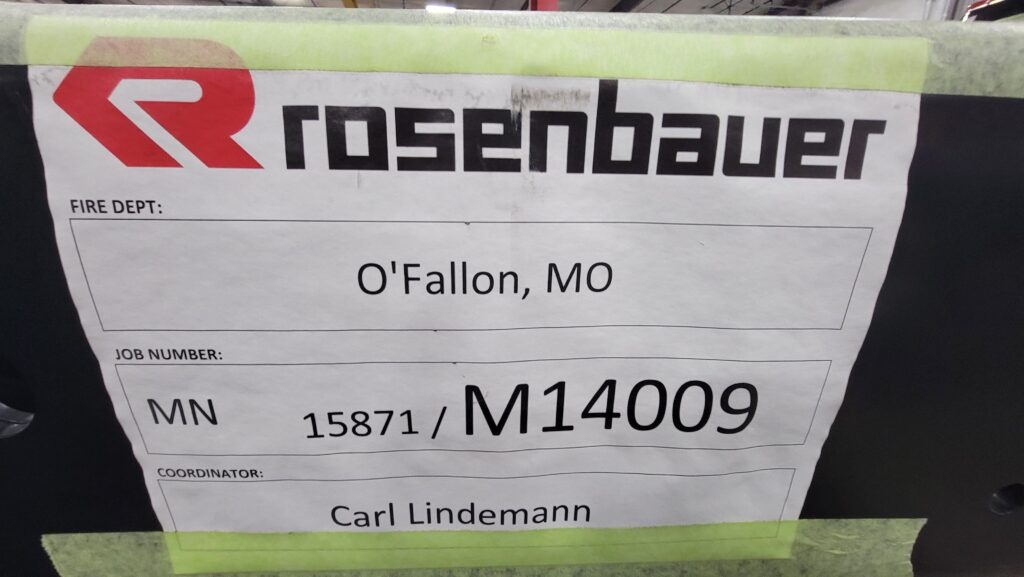 rosenbauer
FIRE DEPT:
O'Fallon, MO
JOB NUMBER:
MN 15871 / M14009
COORDINATOR:
Carl Lindemann